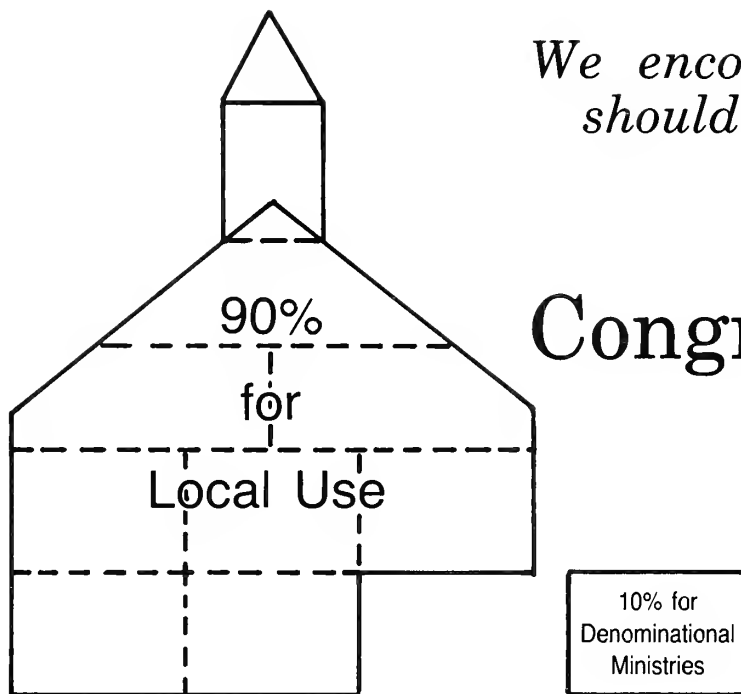 We enco
should
90%
Congr
for
Local Use
10% for
Denominational
Ministries